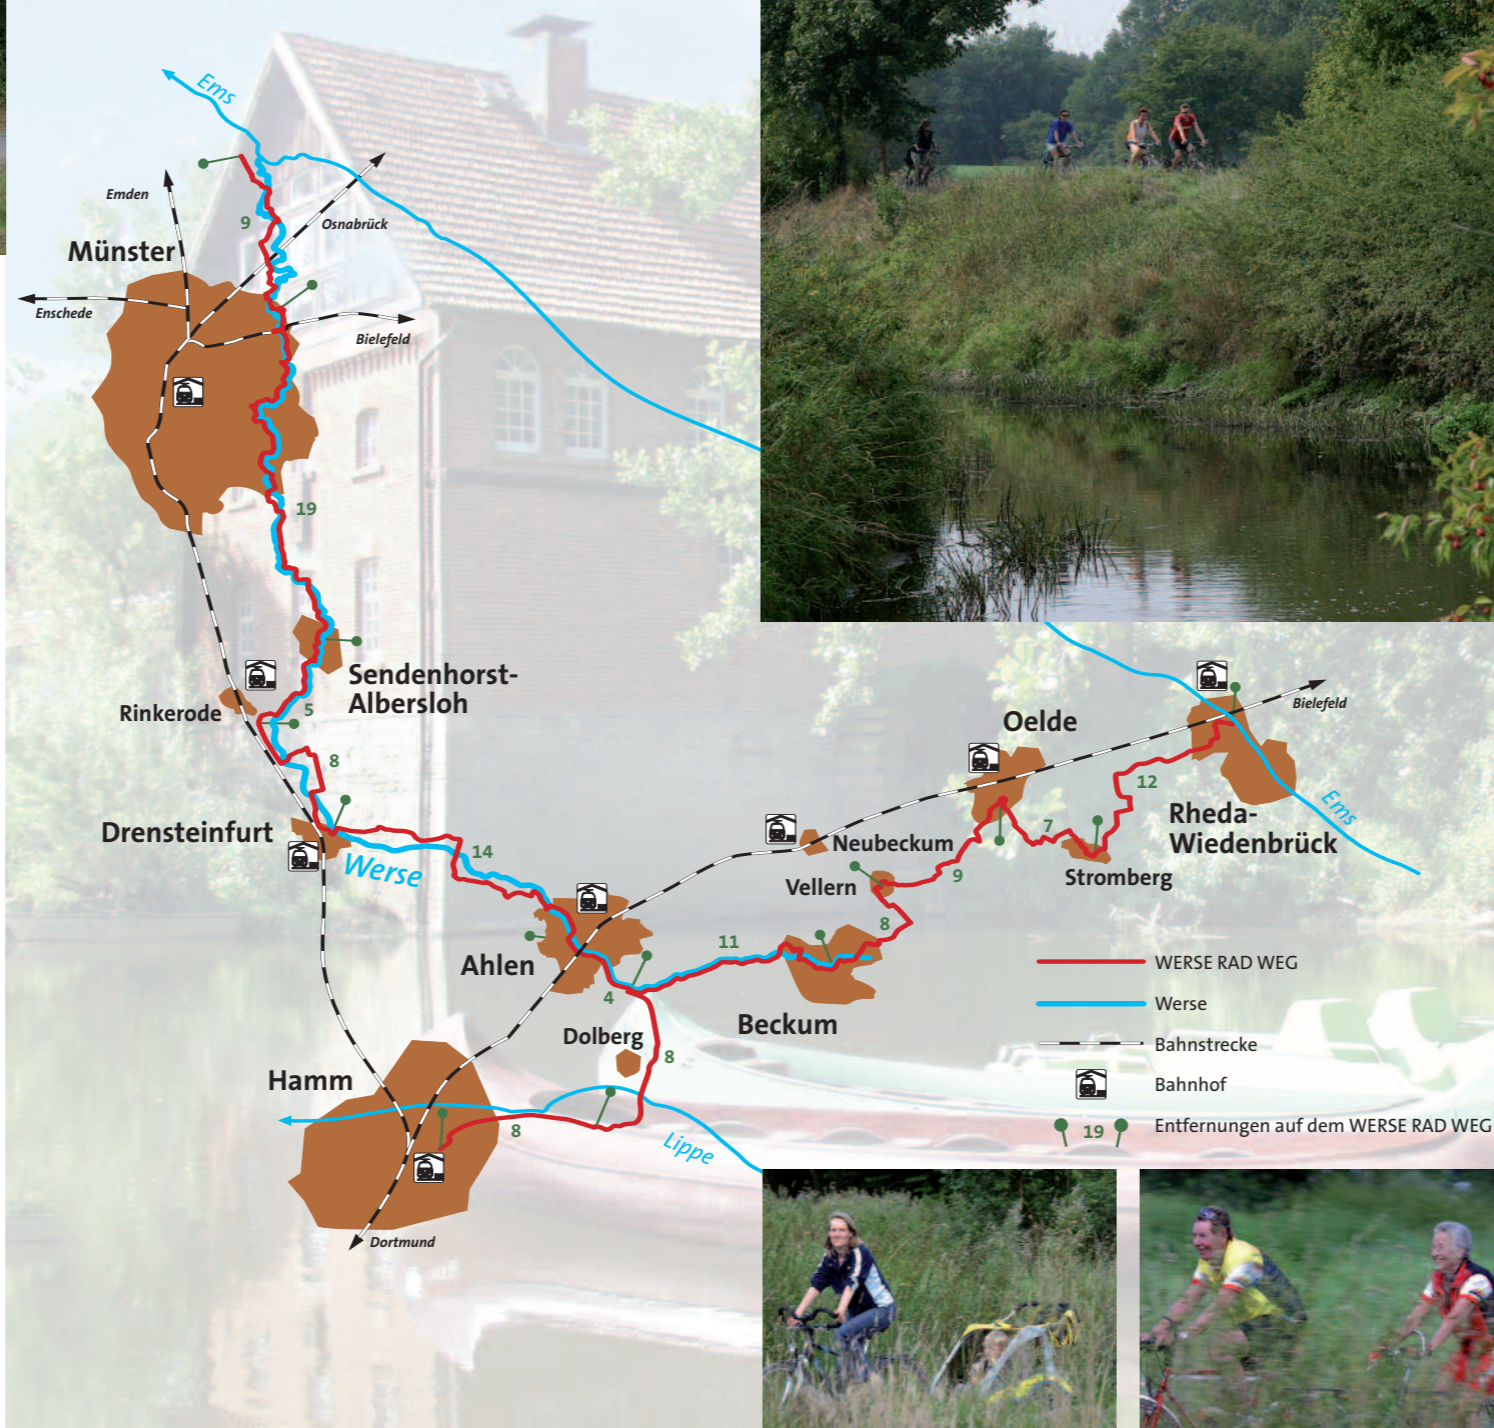 Ems
Emden
Osnabrück
9
Münster
Enschede
Bielefeld
19
Sendenhorst-
Albersloh
Rinkerode
5
8
Drensteinfurt
Werse
14
Ahlen
4
Dolberg
8
Hamm
8
Lippe
Dortmund
11
Beckum
8
Vellern
9
Neubeckum
Oelde
7
Stromberg
12
Rheda-
Wiedenbrück
Bielefeld
Ems
WERSE RAD WEG
Werse
Bahnstrecke
Bahnhof
19 Entfernungen auf dem WERSE RAD WEG